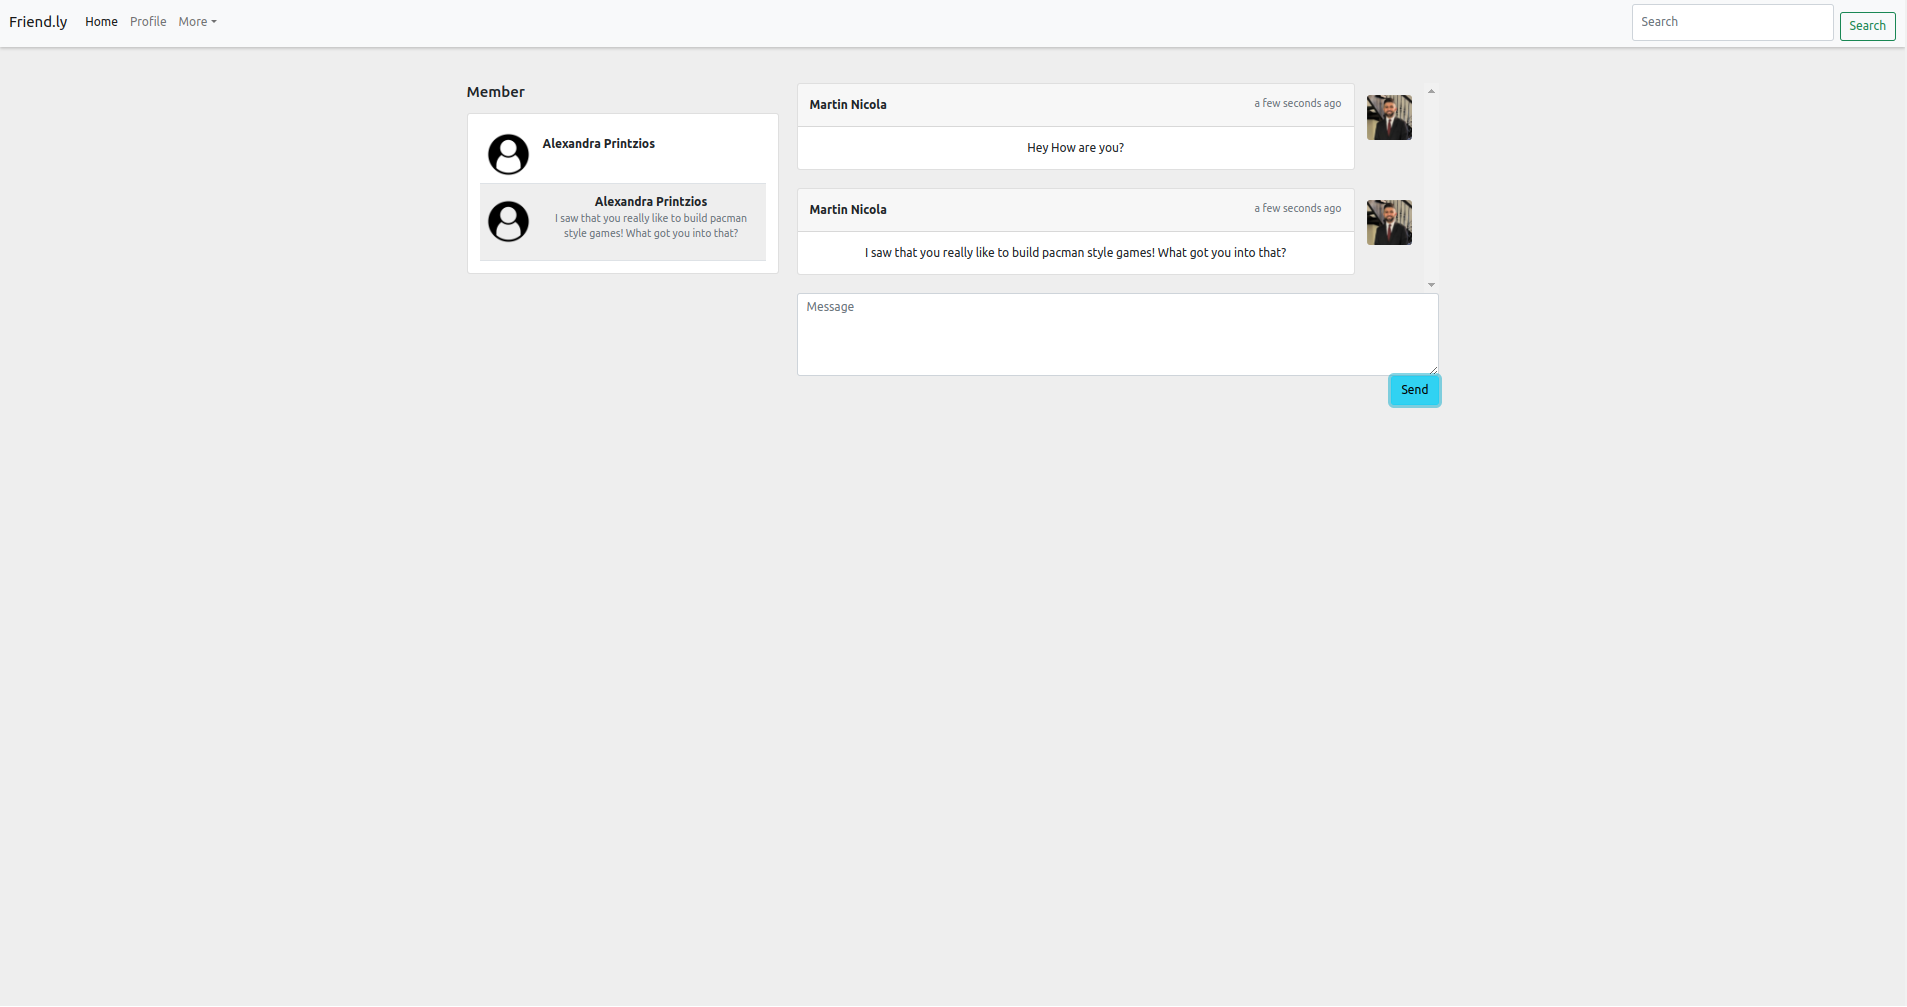 Friend.ly Home Profile More Search Search
Member
Alexandra Printzios
Alexandra Printzios
I saw that you really like to build pacman
style games! What got you into that?
Martin Nicola a few seconds ago
Hey How are you?
Martin Nicola a few seconds ago
I saw that you really like to build pacman style games! What got you into that?
Message
Send